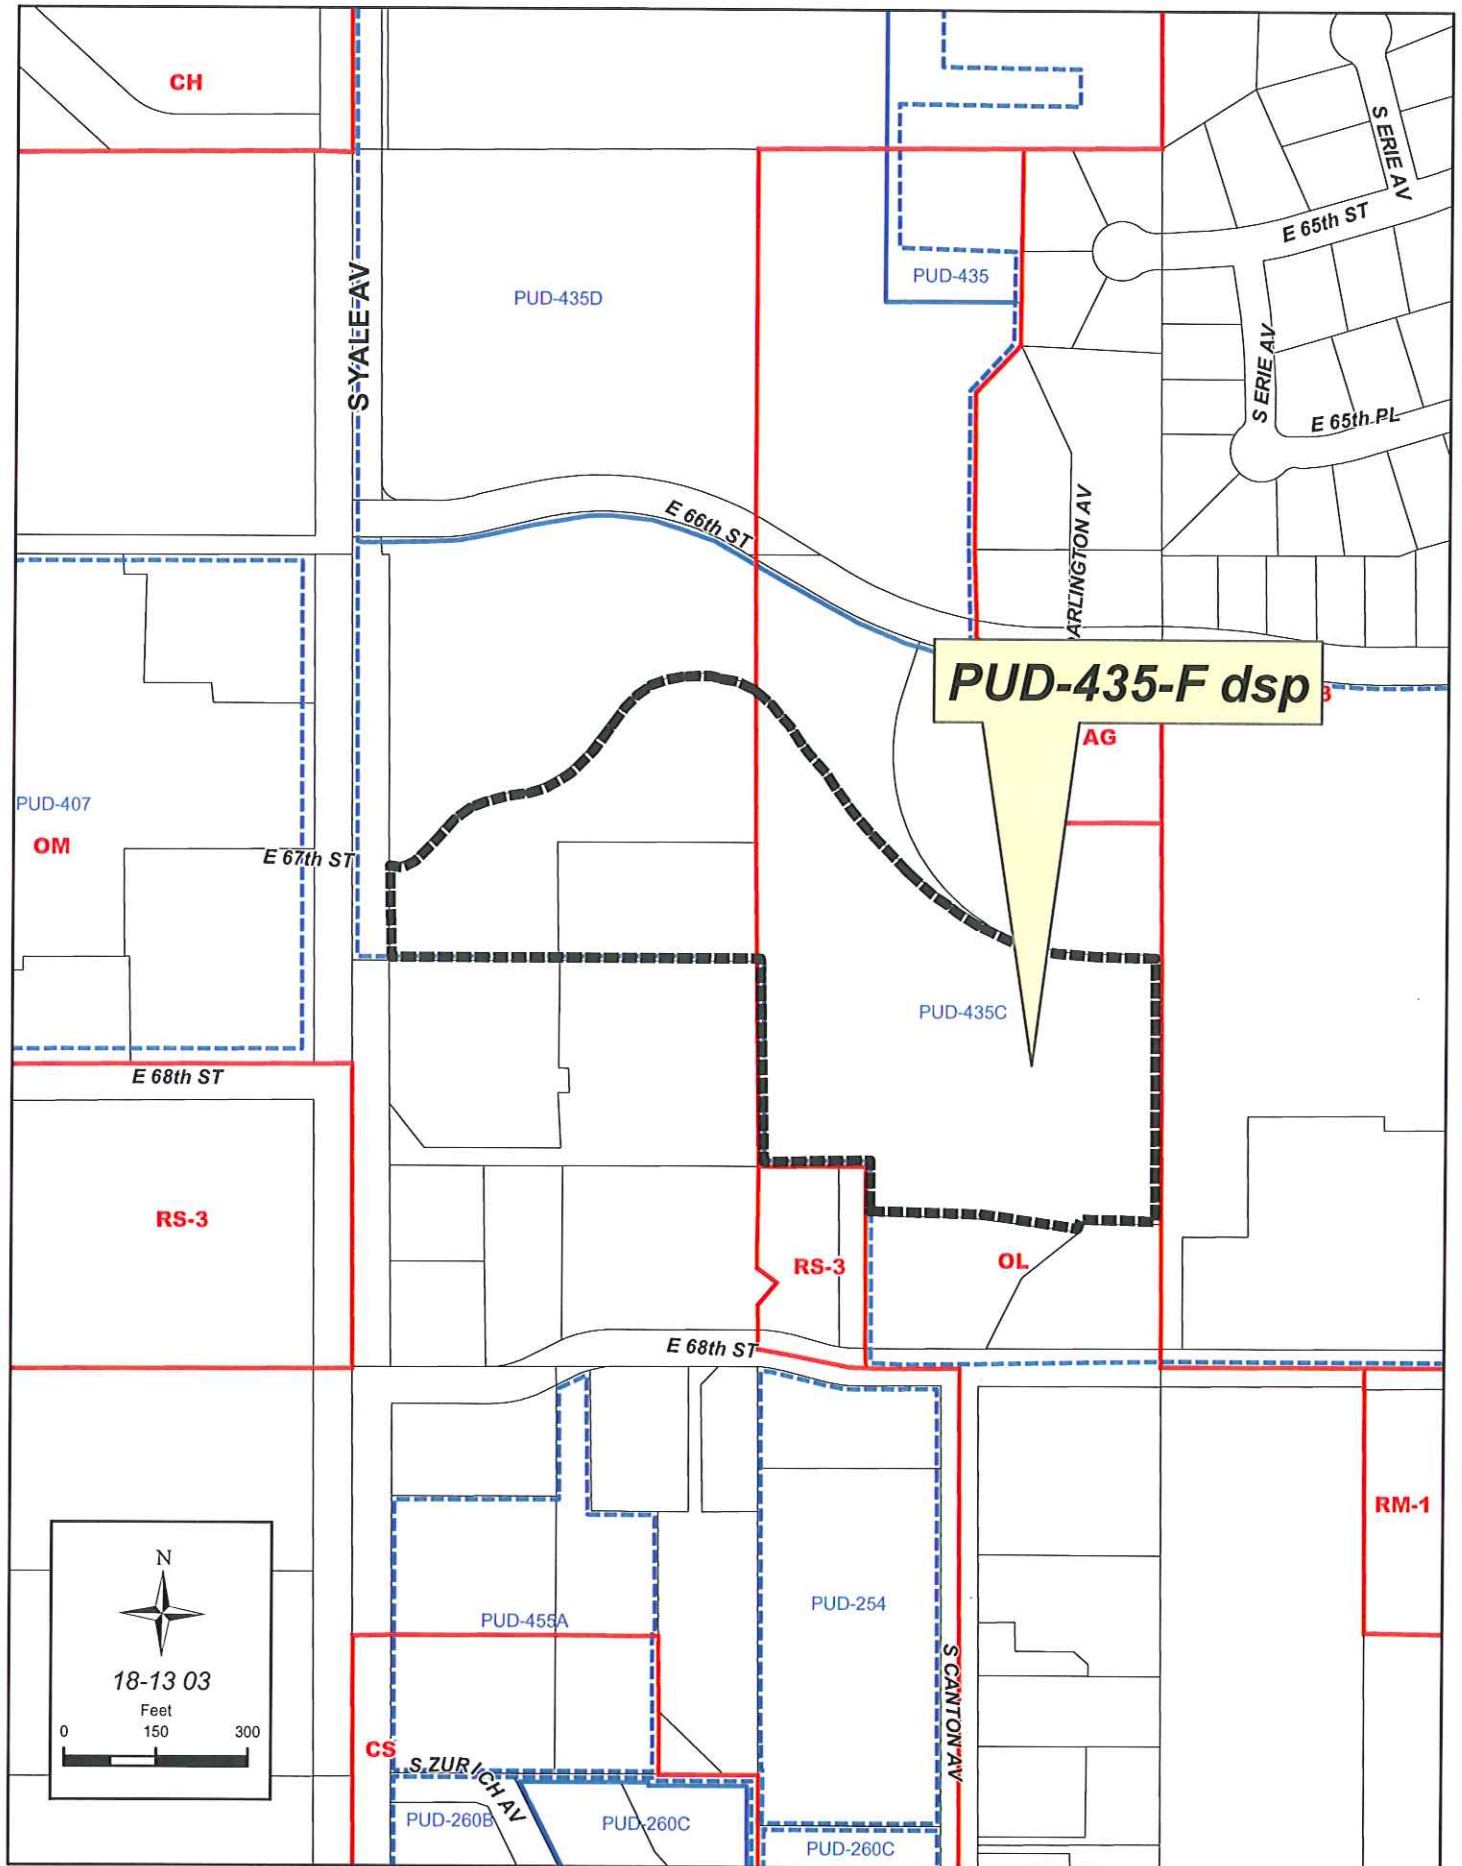 CH
S ERIE AV
E 65th ST
PUD-435
PUD-435D
S YALE AV
S ERIE AV
E 65th PL
E 66th ST
ARLINGTON AV
PUD-435-F dsp
AG
PUD-407
OM
E 67th ST
PUD-435C
E 68th ST
RS-3
RS-3
OL
E 68th ST
RM-1
N
18-13 03
Feet
0 150 300
PUD-455A
PUD-254
S CANTON AV
CS
S ZURICH AV
PUD-260B
PUD-260C
PUD-260C